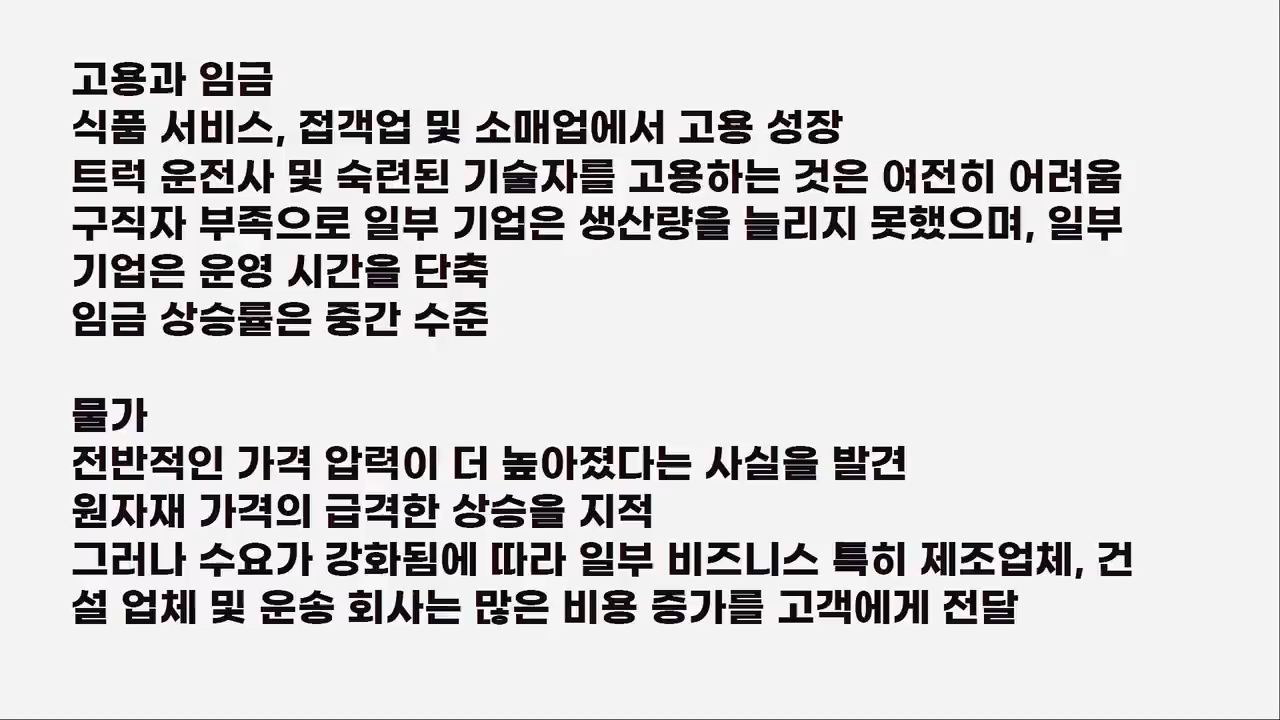 고용과 임금
식품 서비스, 접객업 및 소매업에서 고용 성장
트럭 운전사 및 숙련된 기술자를 고용하는 것은 여전히 어려움
구직자 부족으로 일부 기업은 생산량을 늘리지 못했으며, 일부
기업은 운영 시간을 단축
임금 상승률은 중간 수준
물가
전반적인 가격 압력이 더 높아졌다는 사실을 발견
원자재 가격의 급격한 상승을 지적
그러나 수요가 강화됨에 따라 일부 비즈니스 특히 제조업체, 건
설 업체 및 운송 회사는 많은 비용 증가를 고객에게 전달